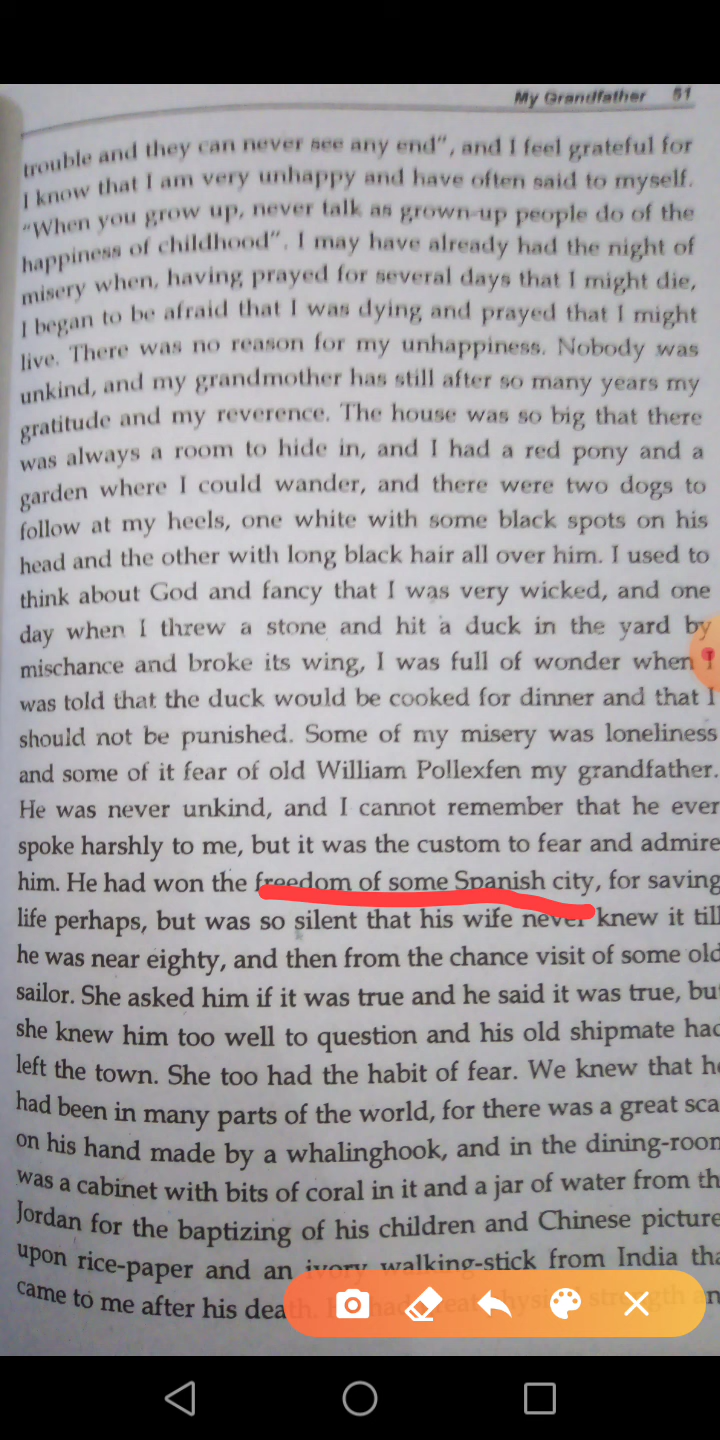 My Grandfather 51
trouble and they can never see any end", and I feel grateful for
I know that I am very unhappy and have often said to myself.
"When you grow up, never talk as grown-up people do of the
happiness of childhood". I may have already had the night of
misery when, having prayed for several days that I might die,
I began to be afraid that I was dying and prayed that I might
live. There was no reason for my unhappiness. Nobody was
unkind, and my grandmother has still after so many years my
gratitude and my reverence. The house was so big that there
was always a room to hide in, and I had a red pony and a
garden where I could wander, and there were two dogs to
follow at my heels, one white with some black spots on his
head and the other with long black hair all over him. I used to
think about God and fancy that I was very wicked, and one
day when I threw a stone and hit a duck in the yard by
mischance and broke its wing, I was full of wonder when I
was told that the duck would be cooked for dinner and that I
should not be punished. Some of my misery was loneliness
and some of it fear of old William Pollexfen my grandfather.
He was never unkind, and I cannot remember that he ever
spoke harshly to me, but it was the custom to fear and admire
him. He had won the freedom of some Spanish city, for saving
life perhaps, but was so silent that his wife never knew it till
he was near eighty, and then from the chance visit of some old
sailor. She asked him if it was true and he said it was true, bu
she knew him too well to question and his old shipmate had
left the town. She too had the habit of fear. We knew that he
had been in many parts of the world, for there was a great sca
on his hand made by a whalinghook, and in the dining-room
was a cabinet with bits of coral in it and a jar of water from th
Jordan for the baptizing of his children and Chinese picture
upon rice-paper and an ivory walking-stick from India tha
came to me after his death. He had great physical strength an